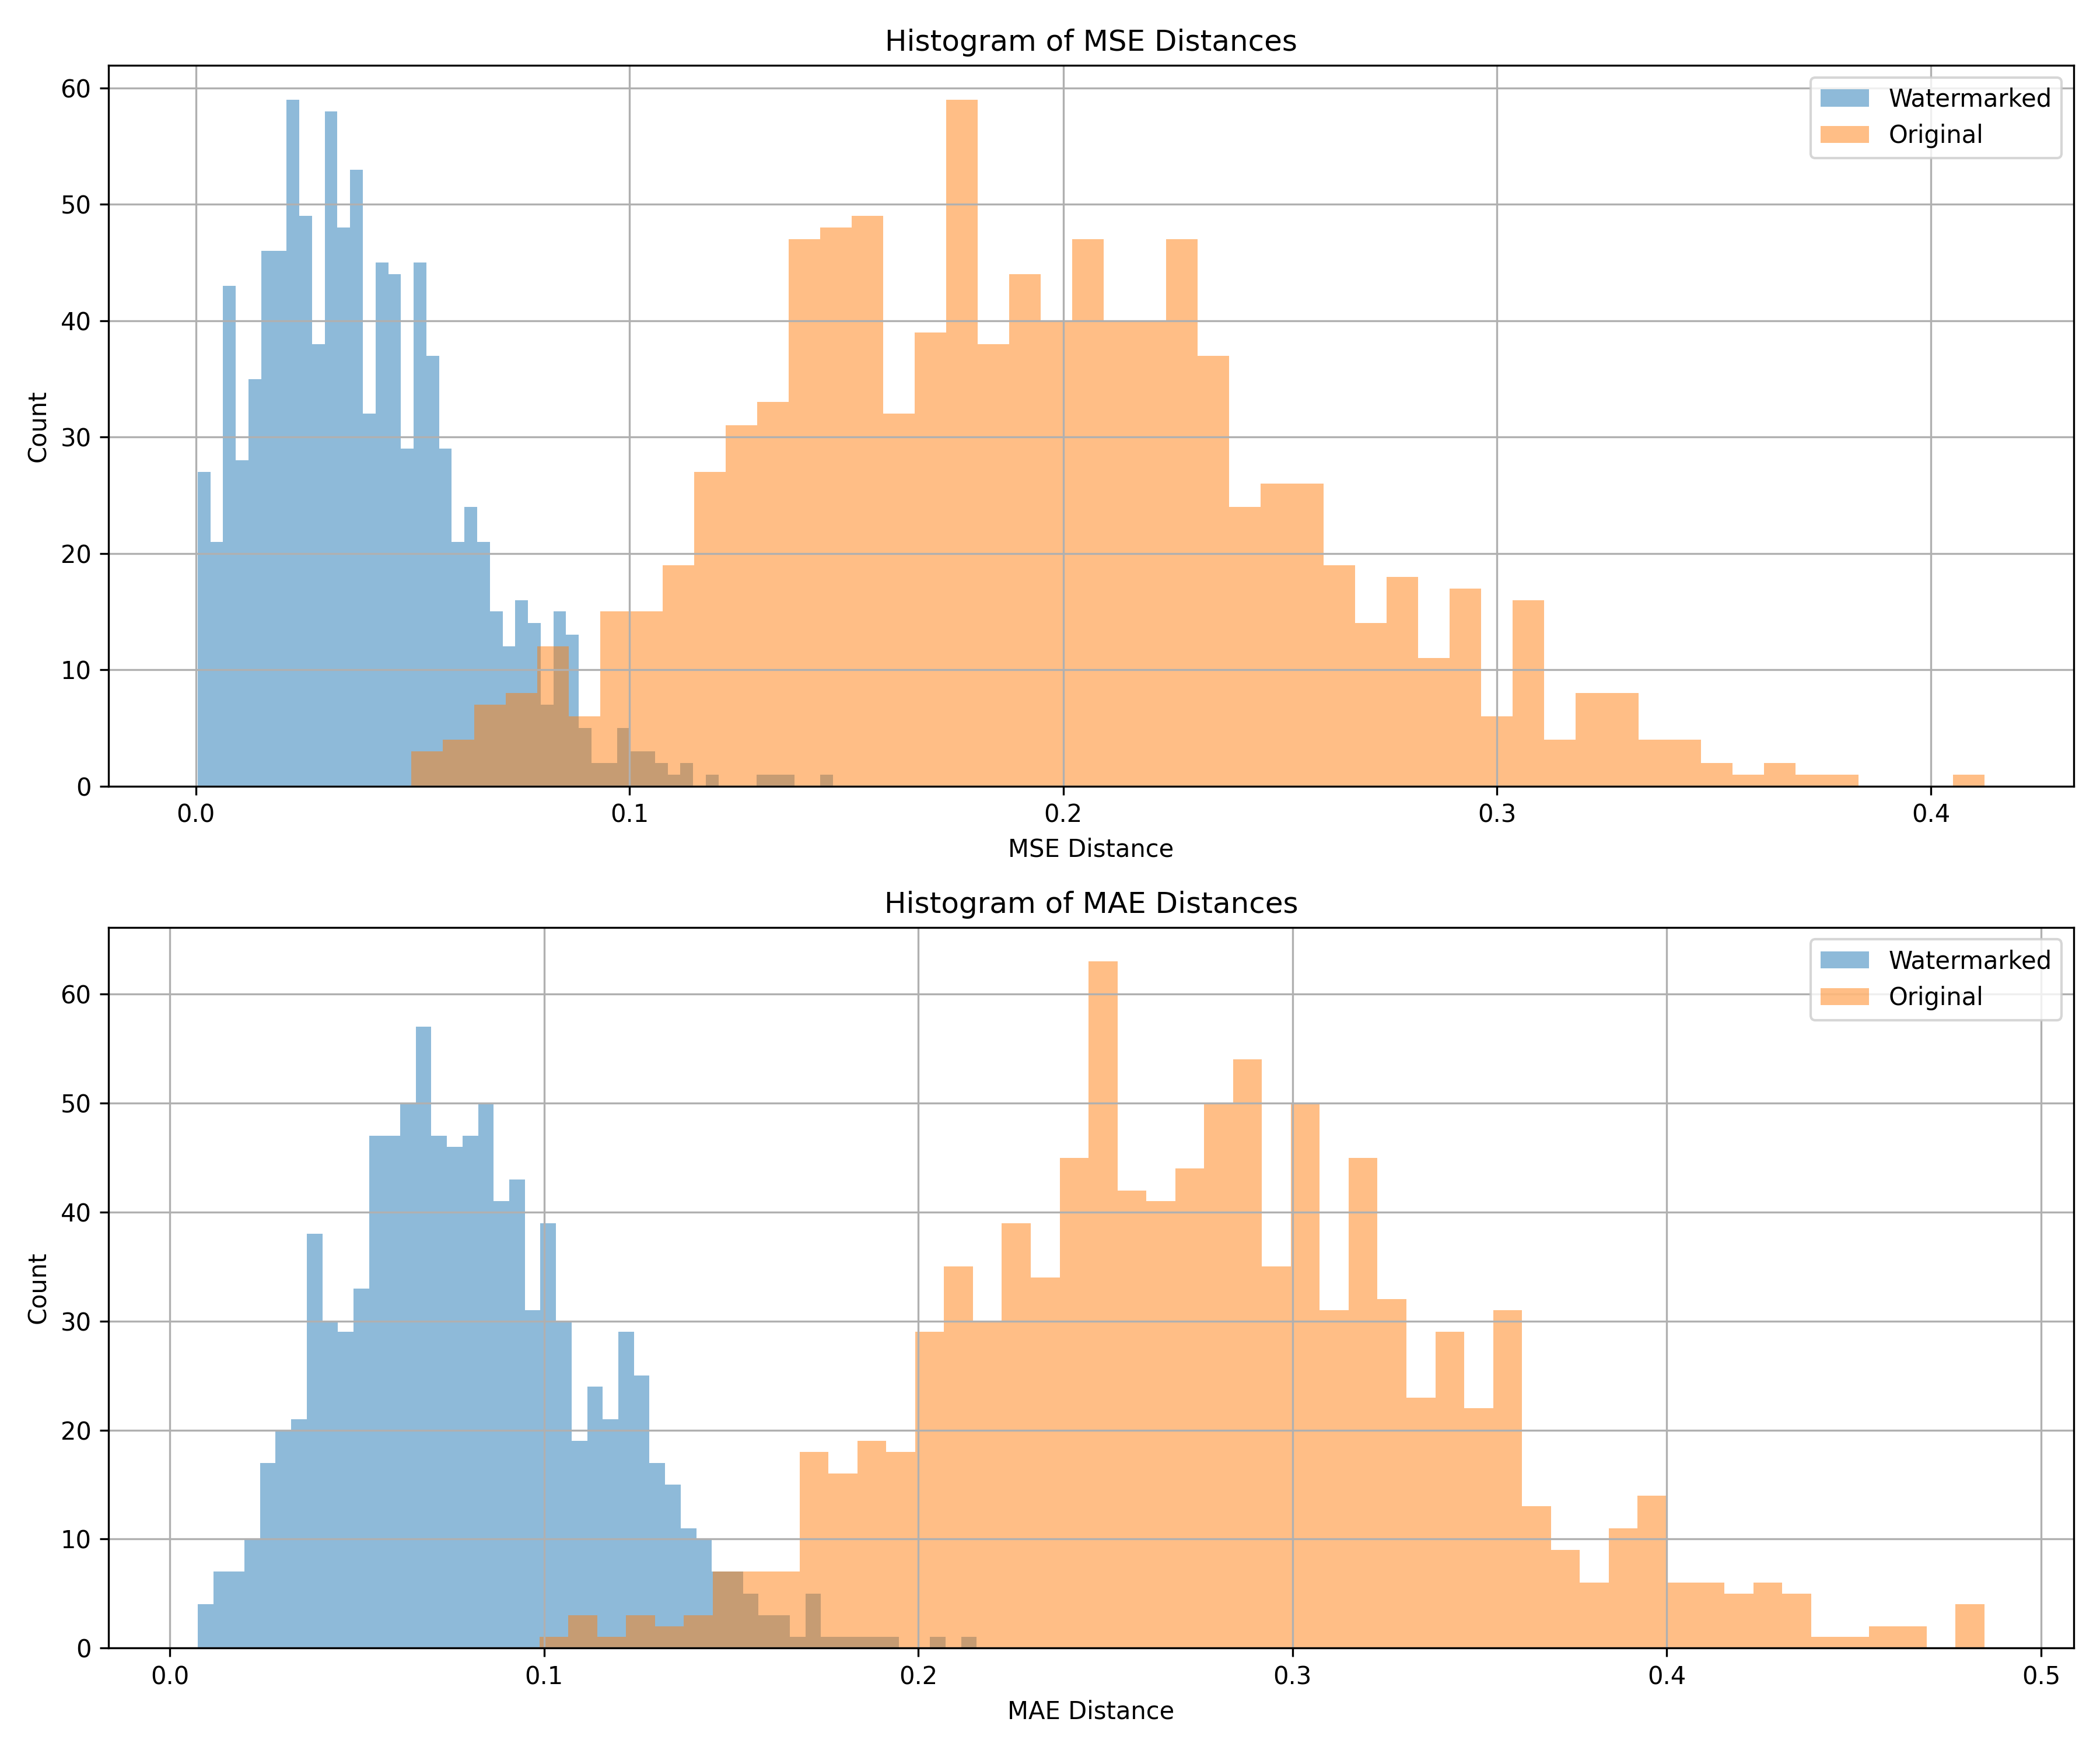 Histogram of MSE Distances
Watermarked
Original
60
50
40
30
20
10
0
Count
0.0 0.1 0.2 0.3 0.4
MSE Distance
Histogram of MAE Distances
Watermarked
Original
60
50
40
30
20
10
0
Count
0.0 0.1 0.2 0.3 0.4 0.5
MAE Distance